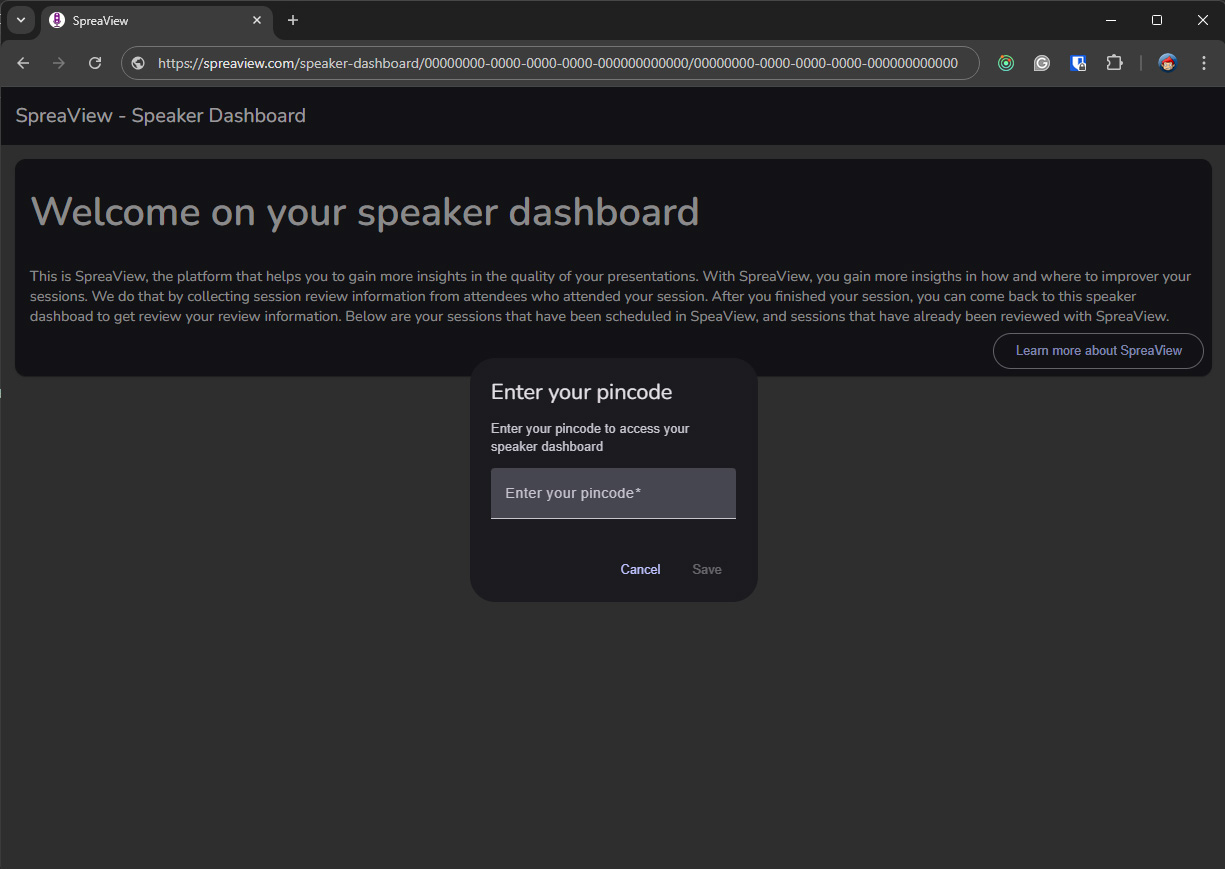 SpreaView
https://spreaview.com/speaker-dashboard/00000000-0000-0000-0000-000000000000/00000000-0000-0000-0000-000000000000
SpreaView - Speaker Dashboard
Welcome on your speaker dashboard
This is SpreaView, the platform that helps you to gain more insights in the quality of your presentations. With SpreaView, you gain more insigths in how and where to improver your
sessions. We do that by collecting session review information from attendees who attended your session. After you finished your session, you can come back to this speaker
dashboad to get review your review information. Below are your sessions that have been scheduled in SpeaView, and sessions that have already been reviewed with SpreaView.
Learn more about SpreaView
Enter your pincode
Enter your pincode to access your
speaker dashboard
Enter your pincode*
Cancel Save